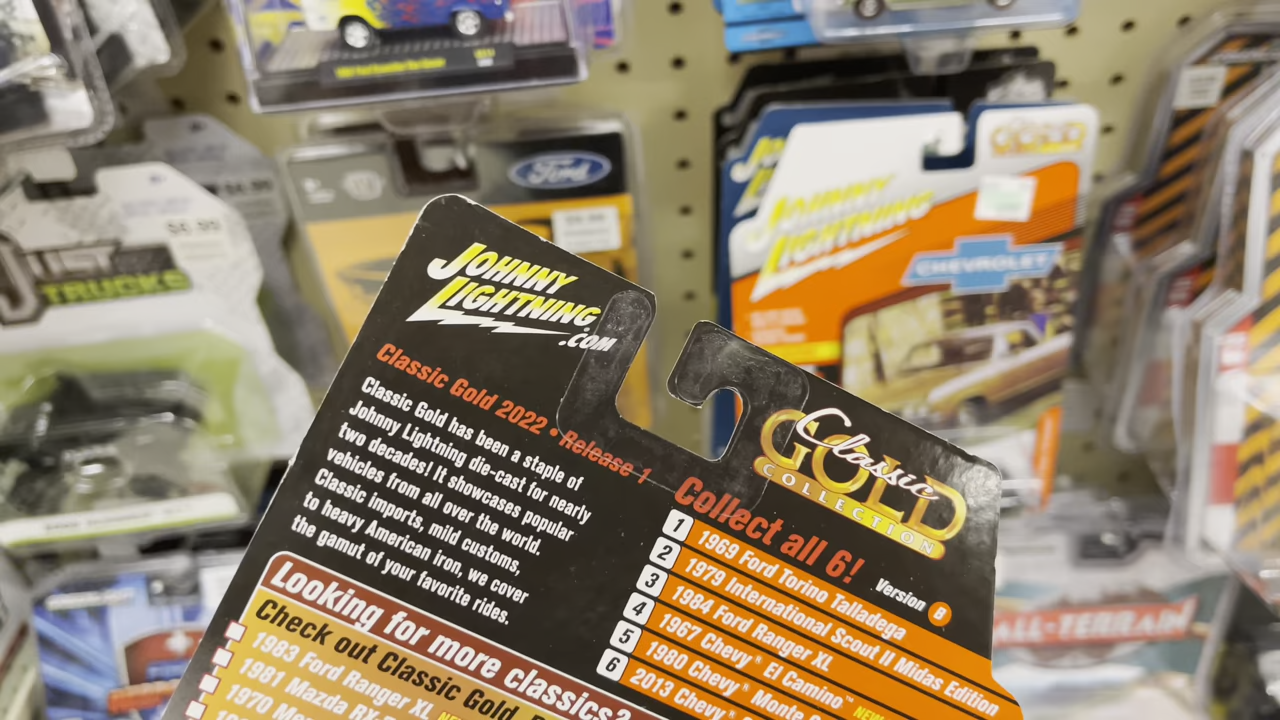 Ford
$6.99
JOHNNY
LIGHTNING
CHEVROLET
TRUCKS
JOHNNY
LIGHTNING
.COM
Classic Gold 2022 • Release 1
Classic Gold has been a staple of
Johnny Lightning die-cast for nearly
two decades! It showcases popular
vehicles from all over the world.
Classic imports, mild customs,
to heavy American iron, we cover
the gamut of your favorite rides.
Classic
GOLD
COLLECTION
Collect all 6!
Version B
1 1969 Ford Torino Talladega
2 1979 International Scout II Midas Edition
3 1984 Ford Ranger XL
4 1967 Chevy® El Camino™
5 1980 Chevy® Monte
6 2013 Chevy®
Looking for more classics?
Check out Classic Gold,
1983 Ford Ranger XL
1981 Mazda RX-
1970
ALL-TERRAIN